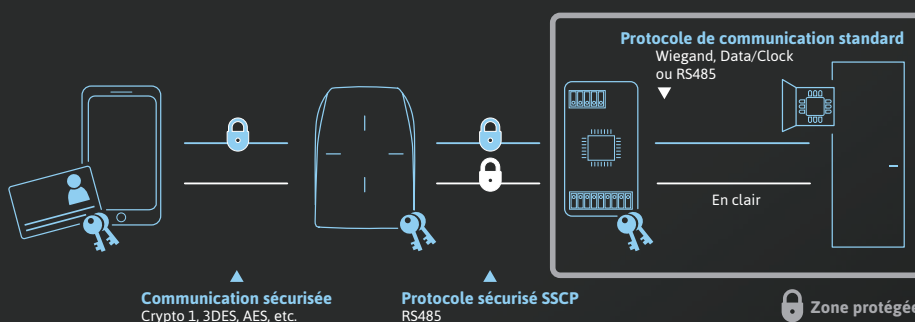 Protocole de communication standard
Wiegand, Data/Clock
ou RS485
En clair
Communication sécurisée
Crypto 1, 3DES, AES, etc.
Protocole sécurisé SSCP
RS485
Zone protégée